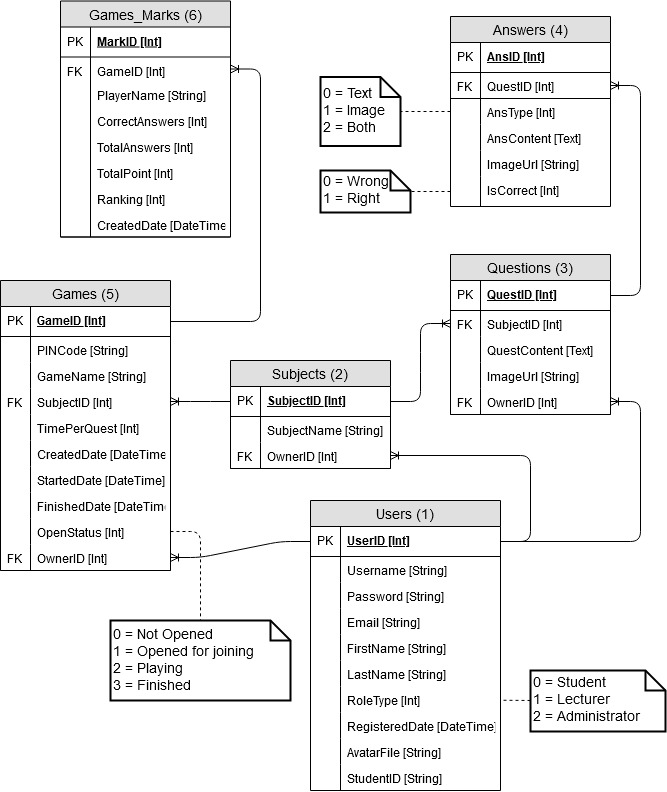 Games_Marks (6)
PK MarkID [Int]
FK GameID [Int]
PlayerName [String]
CorrectAnswers [Int]
TotalAnswers [Int]
TotalPoint [Int]
Ranking [Int]
CreatedDate [DateTime
Answers (4)
PK AnsID [Int]
FK QuestID [Int]
AnsType [Int]
AnsContent [Text]
ImageUrl [String]
IsCorrect [Int]
0 = Text
1 = Image
2 = Both
0 = Wrong
1 = Right
Questions (3)
PK QuestID [Int]
FK SubjectID [Int]
QuestContent [Text]
ImageUrl [String]
FK OwnerID [Int]
Games (5)
PK GameID [Int]
PINCode [String]
GameName [String]
FK SubjectID [Int]
TimePerQuest [Int]
CreatedDate [DateTime
StartedDate [DateTime]
FinishedDate [DateTim
OpenStatus [Int]
FK OwnerID [Int]
Subjects (2)
PK SubjectID [Int]
SubjectName [String]
FK OwnerID [Int]
Users (1)
PK UserID [Int]
Username [String]
Password [String]
Email [String]
FirstName [String]
LastName [String]
RoleType [Int]
RegisteredDate [DateTime]
AvatarFile [String]
StudentID [String]
0 = Not Opened
1 = Opened for joining
2 = Playing
3 = Finished
0 = Student
1 = Lecturer
2 = Administrator